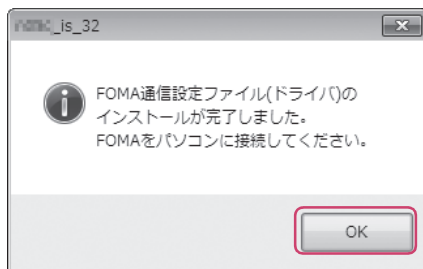 _is_32
FOMA通信設定ファイル(ドライバ)の
インストールが完了しました。
FOMAをパソコンに接続してください。
OK